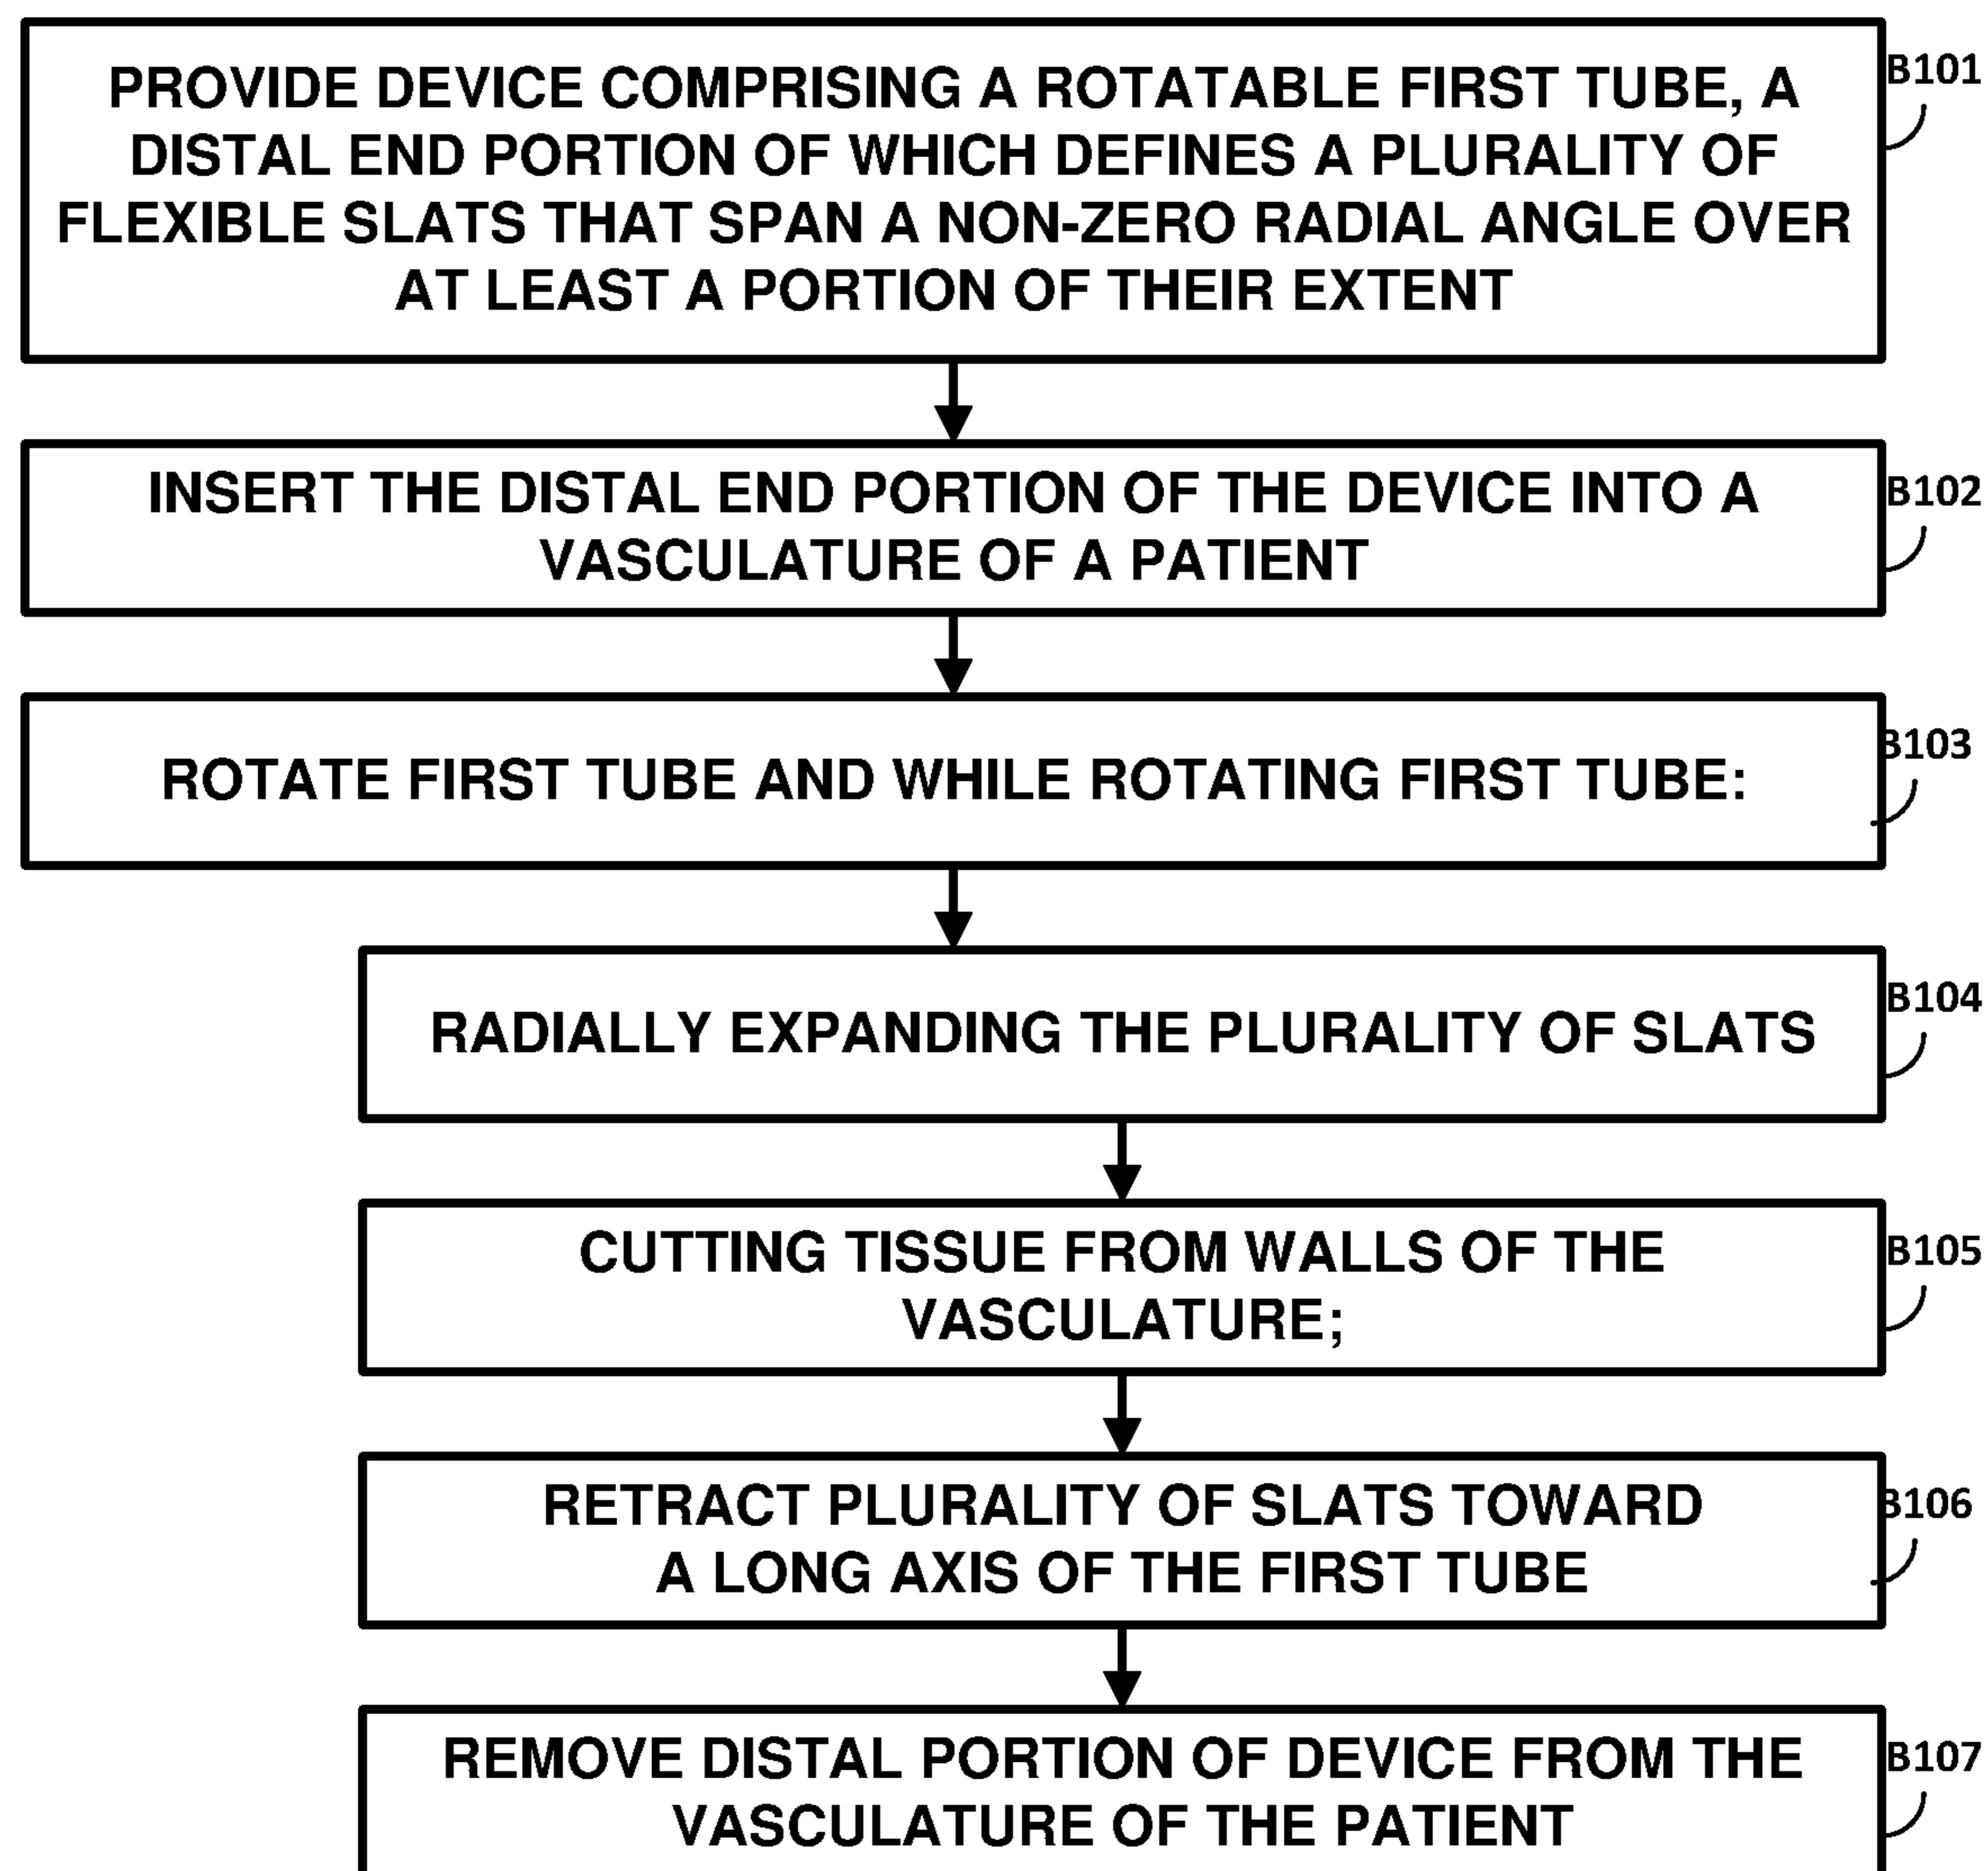 PROVIDE DEVICE COMPRISING A ROTATABLE FIRST TUBE, A
DISTAL END PORTION OF WHICH DEFINES A PLURALITY OF
FLEXIBLE SLATS THAT SPAN A NON-ZERO RADIAL ANGLE OVER
AT LEAST A PORTION OF THEIR EXTENT
B101
INSERT THE DISTAL END PORTION OF THE DEVICE INTO A
VASCULATURE OF A PATIENT
B102
ROTATE FIRST TUBE AND WHILE ROTATING FIRST TUBE:
B103
RADIALLY EXPANDING THE PLURALITY OF SLATS
B104
CUTTING TISSUE FROM WALLS OF THE
VASCULATURE;
B105
RETRACT PLURALITY OF SLATS TOWARD
A LONG AXIS OF THE FIRST TUBE
B106
REMOVE DISTAL PORTION OF DEVICE FROM THE
VASCULATURE OF THE PATIENT
B107